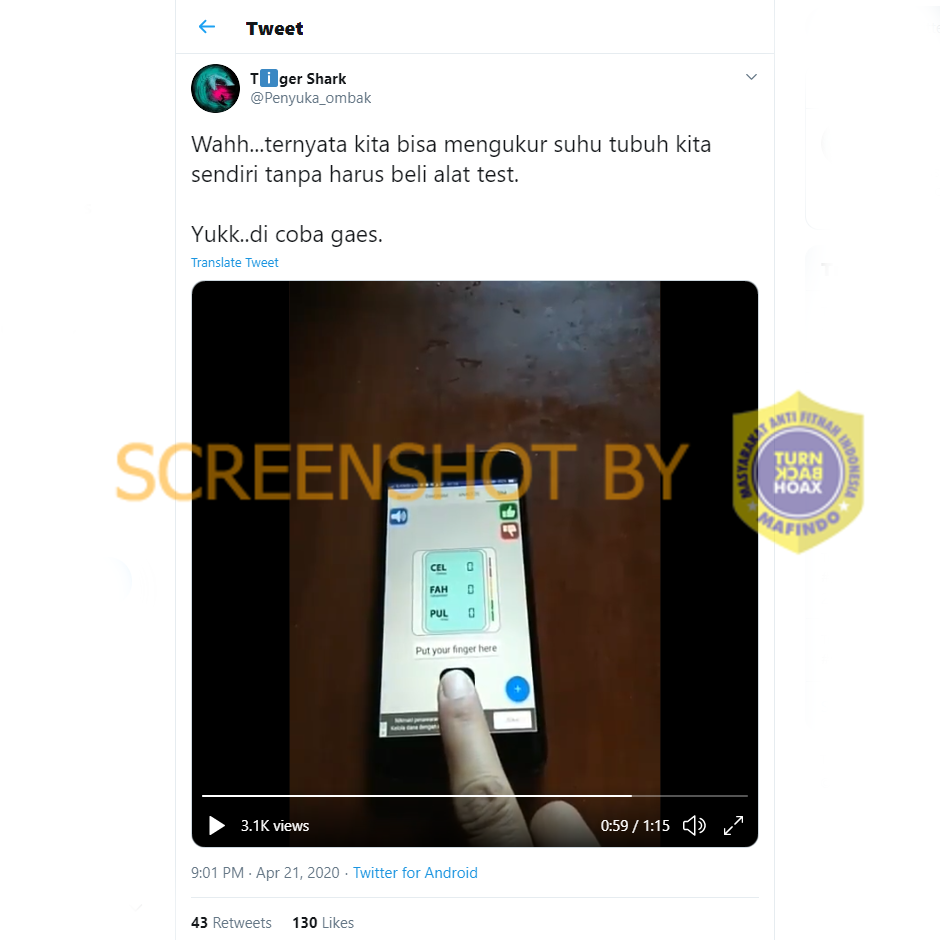 Tweet
Tℹ️ger Shark
@Penyuka_ombak
Wahh...ternyata kita bisa mengukur suhu tubuh kita
sendiri tanpa harus beli alat test.
Yukk..di coba gaes.
Translate Tweet
SCREENSHOT BY
MASYARAKAT ANTI FITNAH INDONESIA
TURN
BACK
HOAX
MAFINDO
CEL 0
FAH 0
PUL 0
Put your finger here
3.1K views
0:59 / 1:15
9:01 PM · Apr 21, 2020 · Twitter for Android
43 Retweets 130 Likes